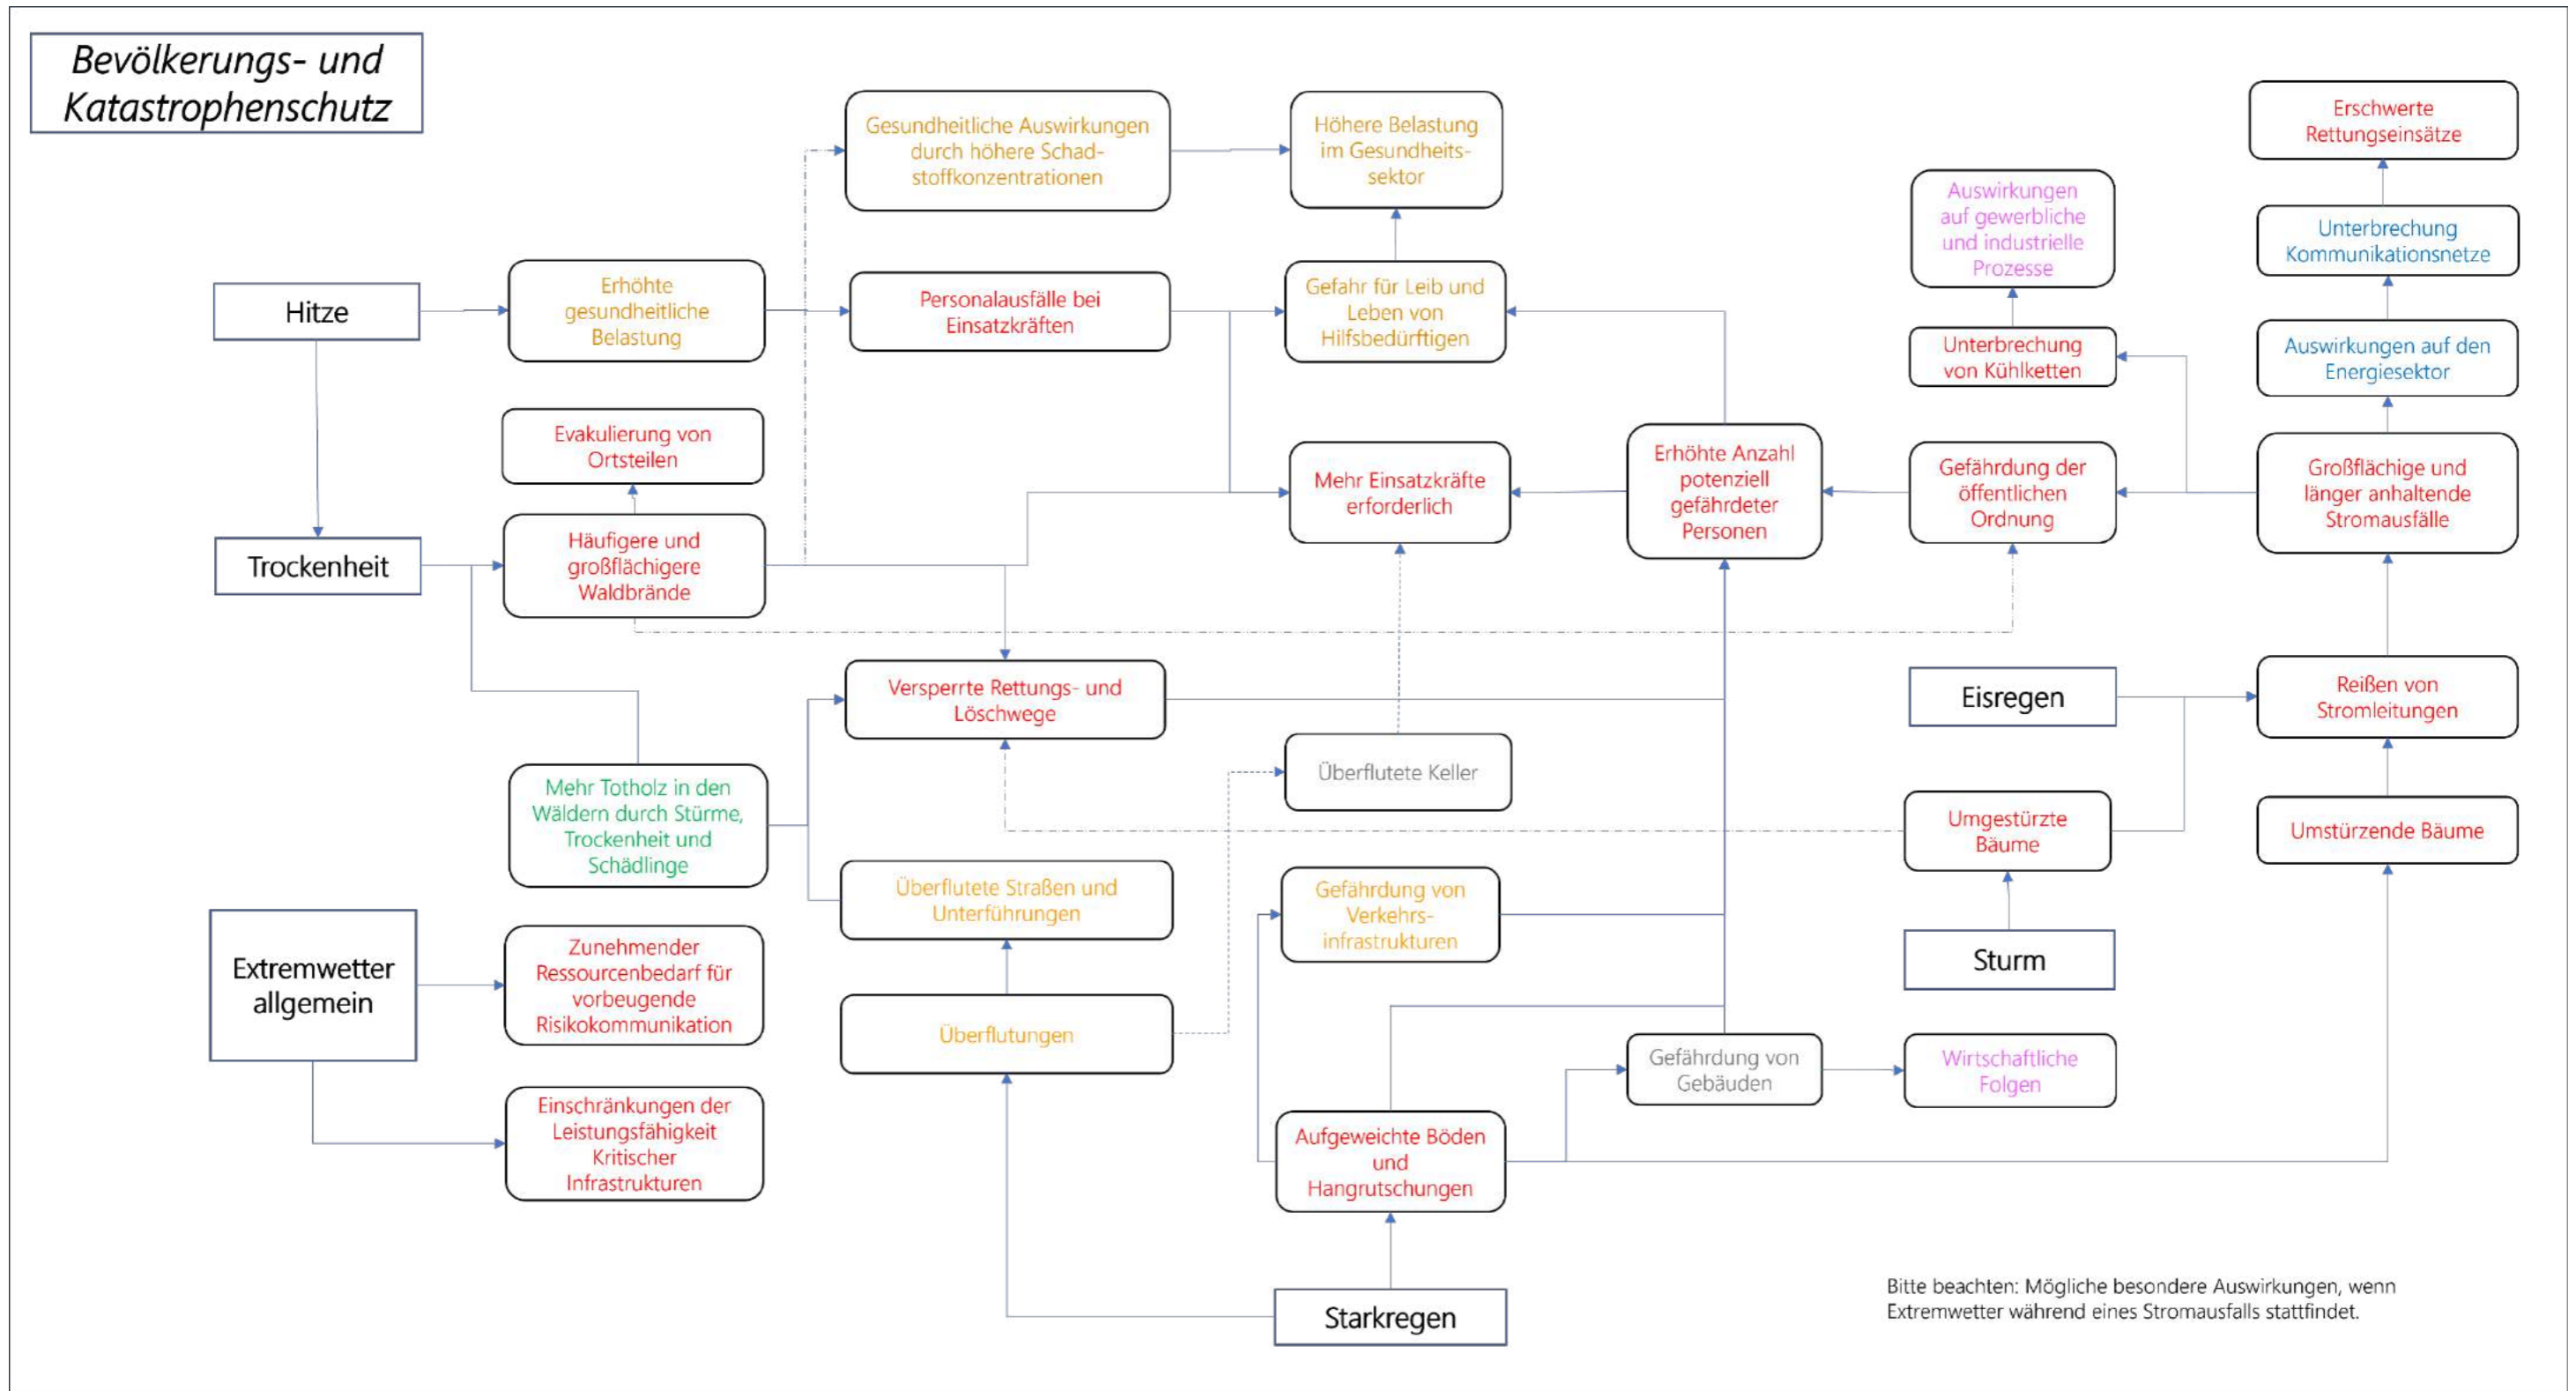 Bevölkerungs- und
Katastrophenschutz
Gesundheitliche Auswirkungen
durch höhere Schad-
stoffkonzentrationen
Höhere Belastung
im Gesundheits-
sektor
Erschwerte
Rettungseinsätze
Auswirkungen
auf gewerbliche
und industrielle
Prozesse
Unterbrechung
Kommunikationsnetze
Hitze
Erhöhte
gesundheitliche
Belastung
Personalausfälle bei
Einsatzkräften
Gefahr für Leib und
Leben von
Hilfsbedürftigen
Unterbrechung
von Kühlketten
Auswirkungen auf den
Energiesektor
Evakulierung von
Ortsteilen
Mehr Einsatzkräfte
erforderlich
Erhöhte Anzahl
potenziell
gefährdeter
Personen
Gefährdung der
öffentlichen
Ordnung
Großflächige und
länger anhaltende
Stromausfälle
Trockenheit
Häufigere und
großflächigere
Waldbrände
Versperrte Rettungs- und
Löschwege
Eisregen
Reißen von
Stromleitungen
Mehr Totholz in den
Wäldern durch Stürme,
Trockenheit und
Schädlinge
Überflutete Keller
Umgestürzte
Bäume
Umstürzende Bäume
Überflutete Straßen und
Unterführungen
Gefährdung von
Verkehrs-
infrastrukturen
Sturm
Extremwetter
allgemein
Zunehmender
Ressourcenbedarf für
vorbeugende
Risikokommunikation
Überflutungen
Gefährdung von
Gebäuden
Wirtschaftliche
Folgen
Einschränkungen der
Leistungsfähigkeit
Kritischer
Infrastrukturen
Aufgeweichte Böden
und
Hangrutschungen
Starkregen
Bitte beachten: Mögliche besondere Auswirkungen, wenn
Extremwetter während eines Stromausfalls stattfindet.